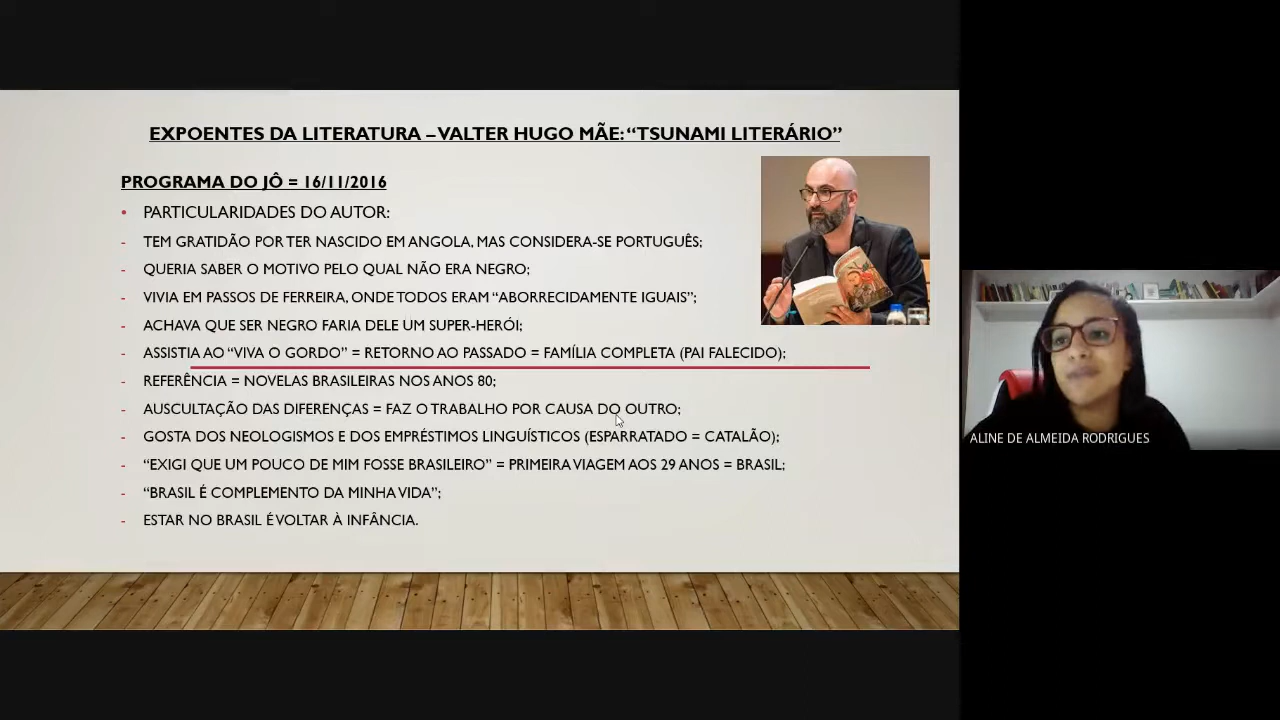 EXPOENTES DA LITERATURA – VALTER HUGO MÃE: “TSUNAMI LITERÁRIO”
PROGRAMA DO JÔ = 16/11/2016
• PARTICULARIDADES DO AUTOR:
- TEM GRATIDÃO POR TER NASCIDO EM ANGOLA, MAS CONSIDERA-SE PORTUGUÊS;
- QUERIA SABER O MOTIVO PELO QUAL NÃO ERA NEGRO;
- VIVIA EM PASSOS DE FERREIRA, ONDE TODOS ERAM “ABORRECIDAMENTE IGUAIS”;
- ACHAVA QUE SER NEGRO FARIA DELE UM SUPER-HERÓI;
- ASSISTIA AO “VIVA O GORDO” = RETORNO AO PASSADO = FAMÍLIA COMPLETA (PAI FALECIDO);
- REFERÊNCIA = NOVELAS BRASILEIRAS NOS ANOS 80;
- AUSCULTAÇÃO DAS DIFERENÇAS = FAZ O TRABALHO POR CAUSA DO OUTRO;
- GOSTA DOS NEOLOGISMOS E DOS EMPRÉSTIMOS LINGUÍSTICOS (ESPARRATADO = CATALÃO);
- “EXIGI QUE UM POUCO DE MIM FOSSE BRASILEIRO” = PRIMEIRA VIAGEM AOS 29 ANOS = BRASIL;
- “BRASIL É COMPLEMENTO DA MINHA VIDA”;
- ESTAR NO BRASIL É VOLTAR À INFÂNCIA.
ALINE DE ALMEIDA RODRIGUES